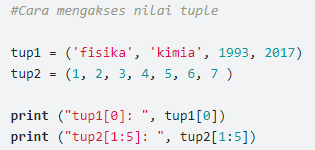 #Cara mengakses nilai tuple
tup1 = ('fisika', 'kimia', 1993, 2017)
tup2 = (1, 2, 3, 4, 5, 6, 7 )
print ("tup1[0]: ", tup1[0])
print ("tup2[1:5]: ", tup2[1:5])